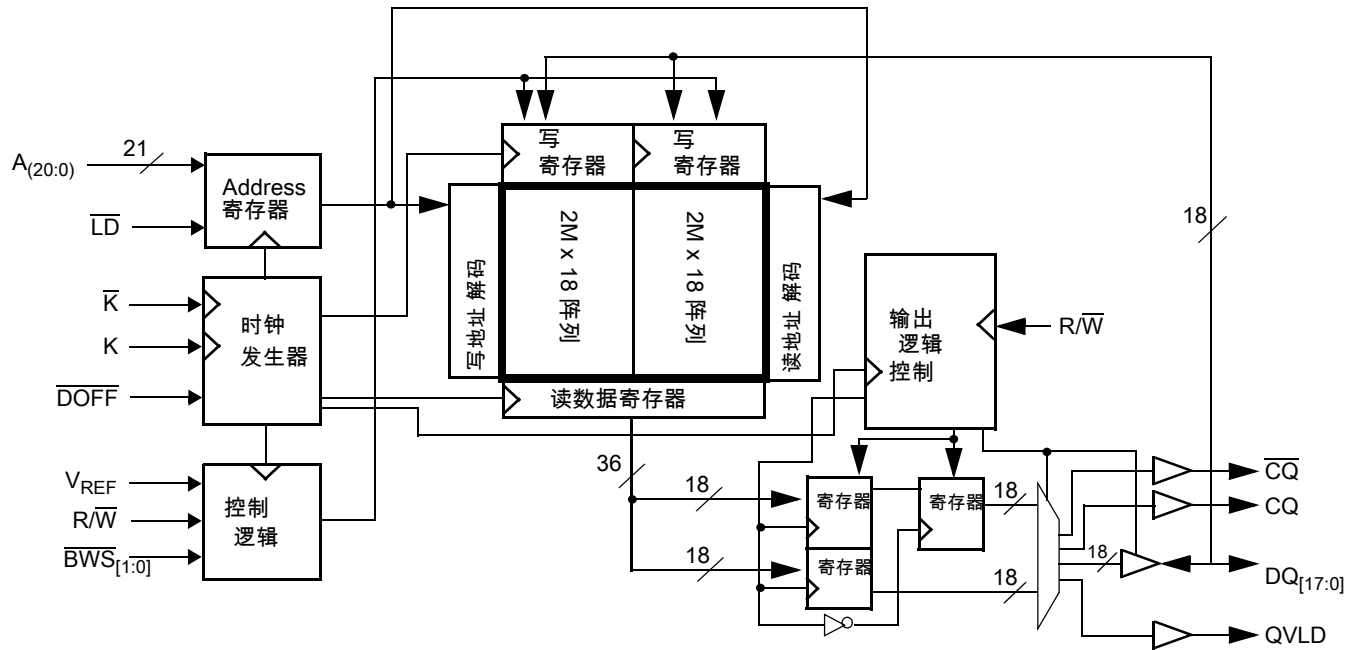 A(20:0)
21
L̅D̅
Address
寄存器
K̅
K
D̅O̅F̅F̅
时钟
发生器
VREF
R/W̅
B̅W̅S̅[1:0]
控制
逻辑
写
寄存器
写
寄存器
写地址 解码
2M x 18 阵列
2M x 18 阵列
读地址 解码
读数据寄存器
36
18
18
输出
逻辑
控制
R/W̅
18
寄存器
寄存器
寄存器
18
18
18
C̅Q̅
CQ
DQ[17:0]
QVLD